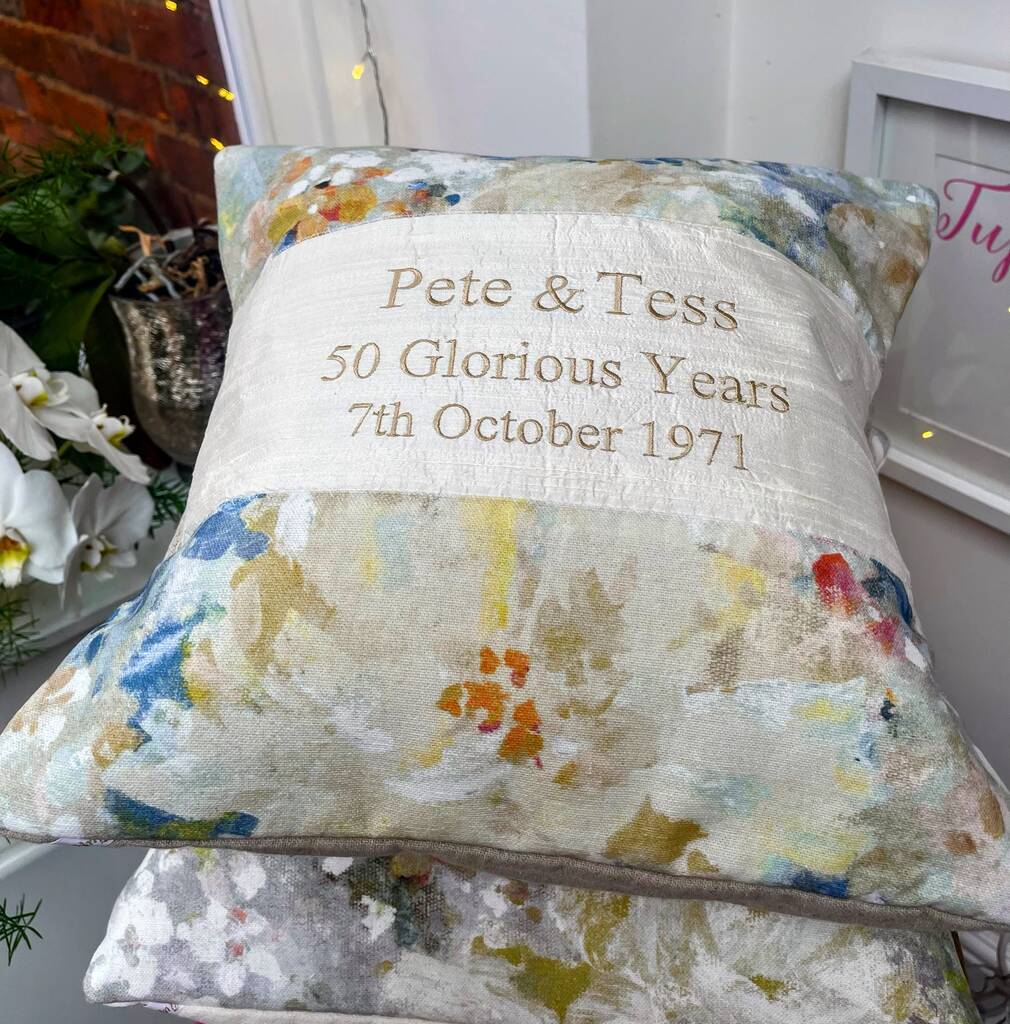 Pete & Tess
50 Glorious Years
7th October 1971